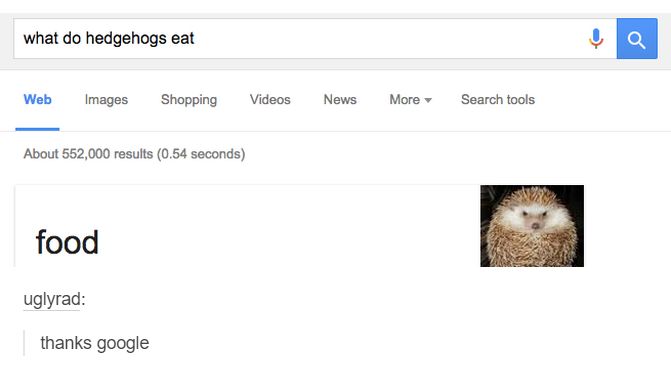 what do hedgehogs eat
Web Images Shopping Videos News More Search tools
About 552,000 results (0.54 seconds)
food
uglyrad:
thanks google